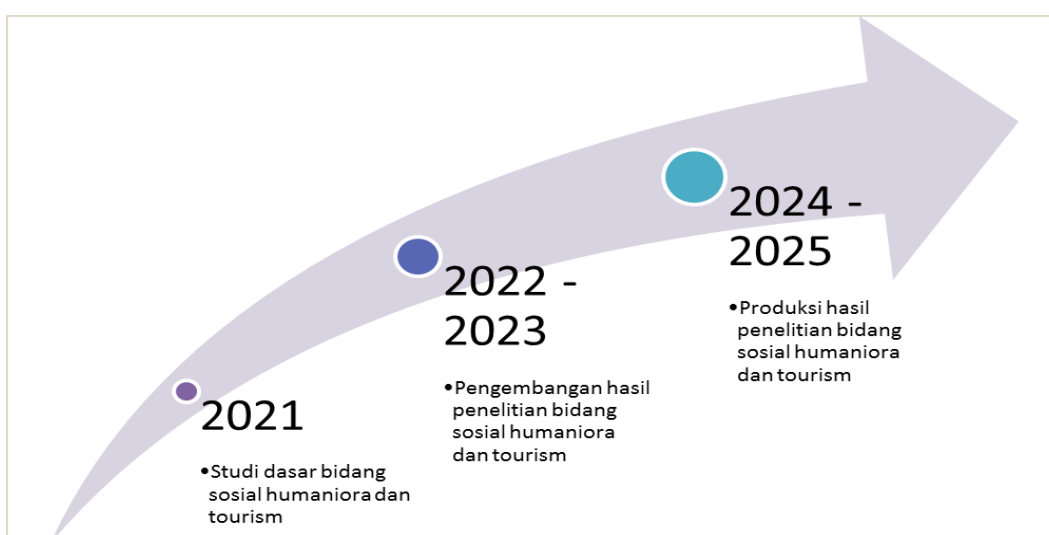 2021
•Studi dasar bidang
sosial humaniora dan
tourism
2022 -
2023
•Pengembangan hasil
penelitian bidang
sosial humaniora
dan tourism
2024 -
2025
•Produksi hasil
penelitian bidang
sosial humaniora
dan tourism